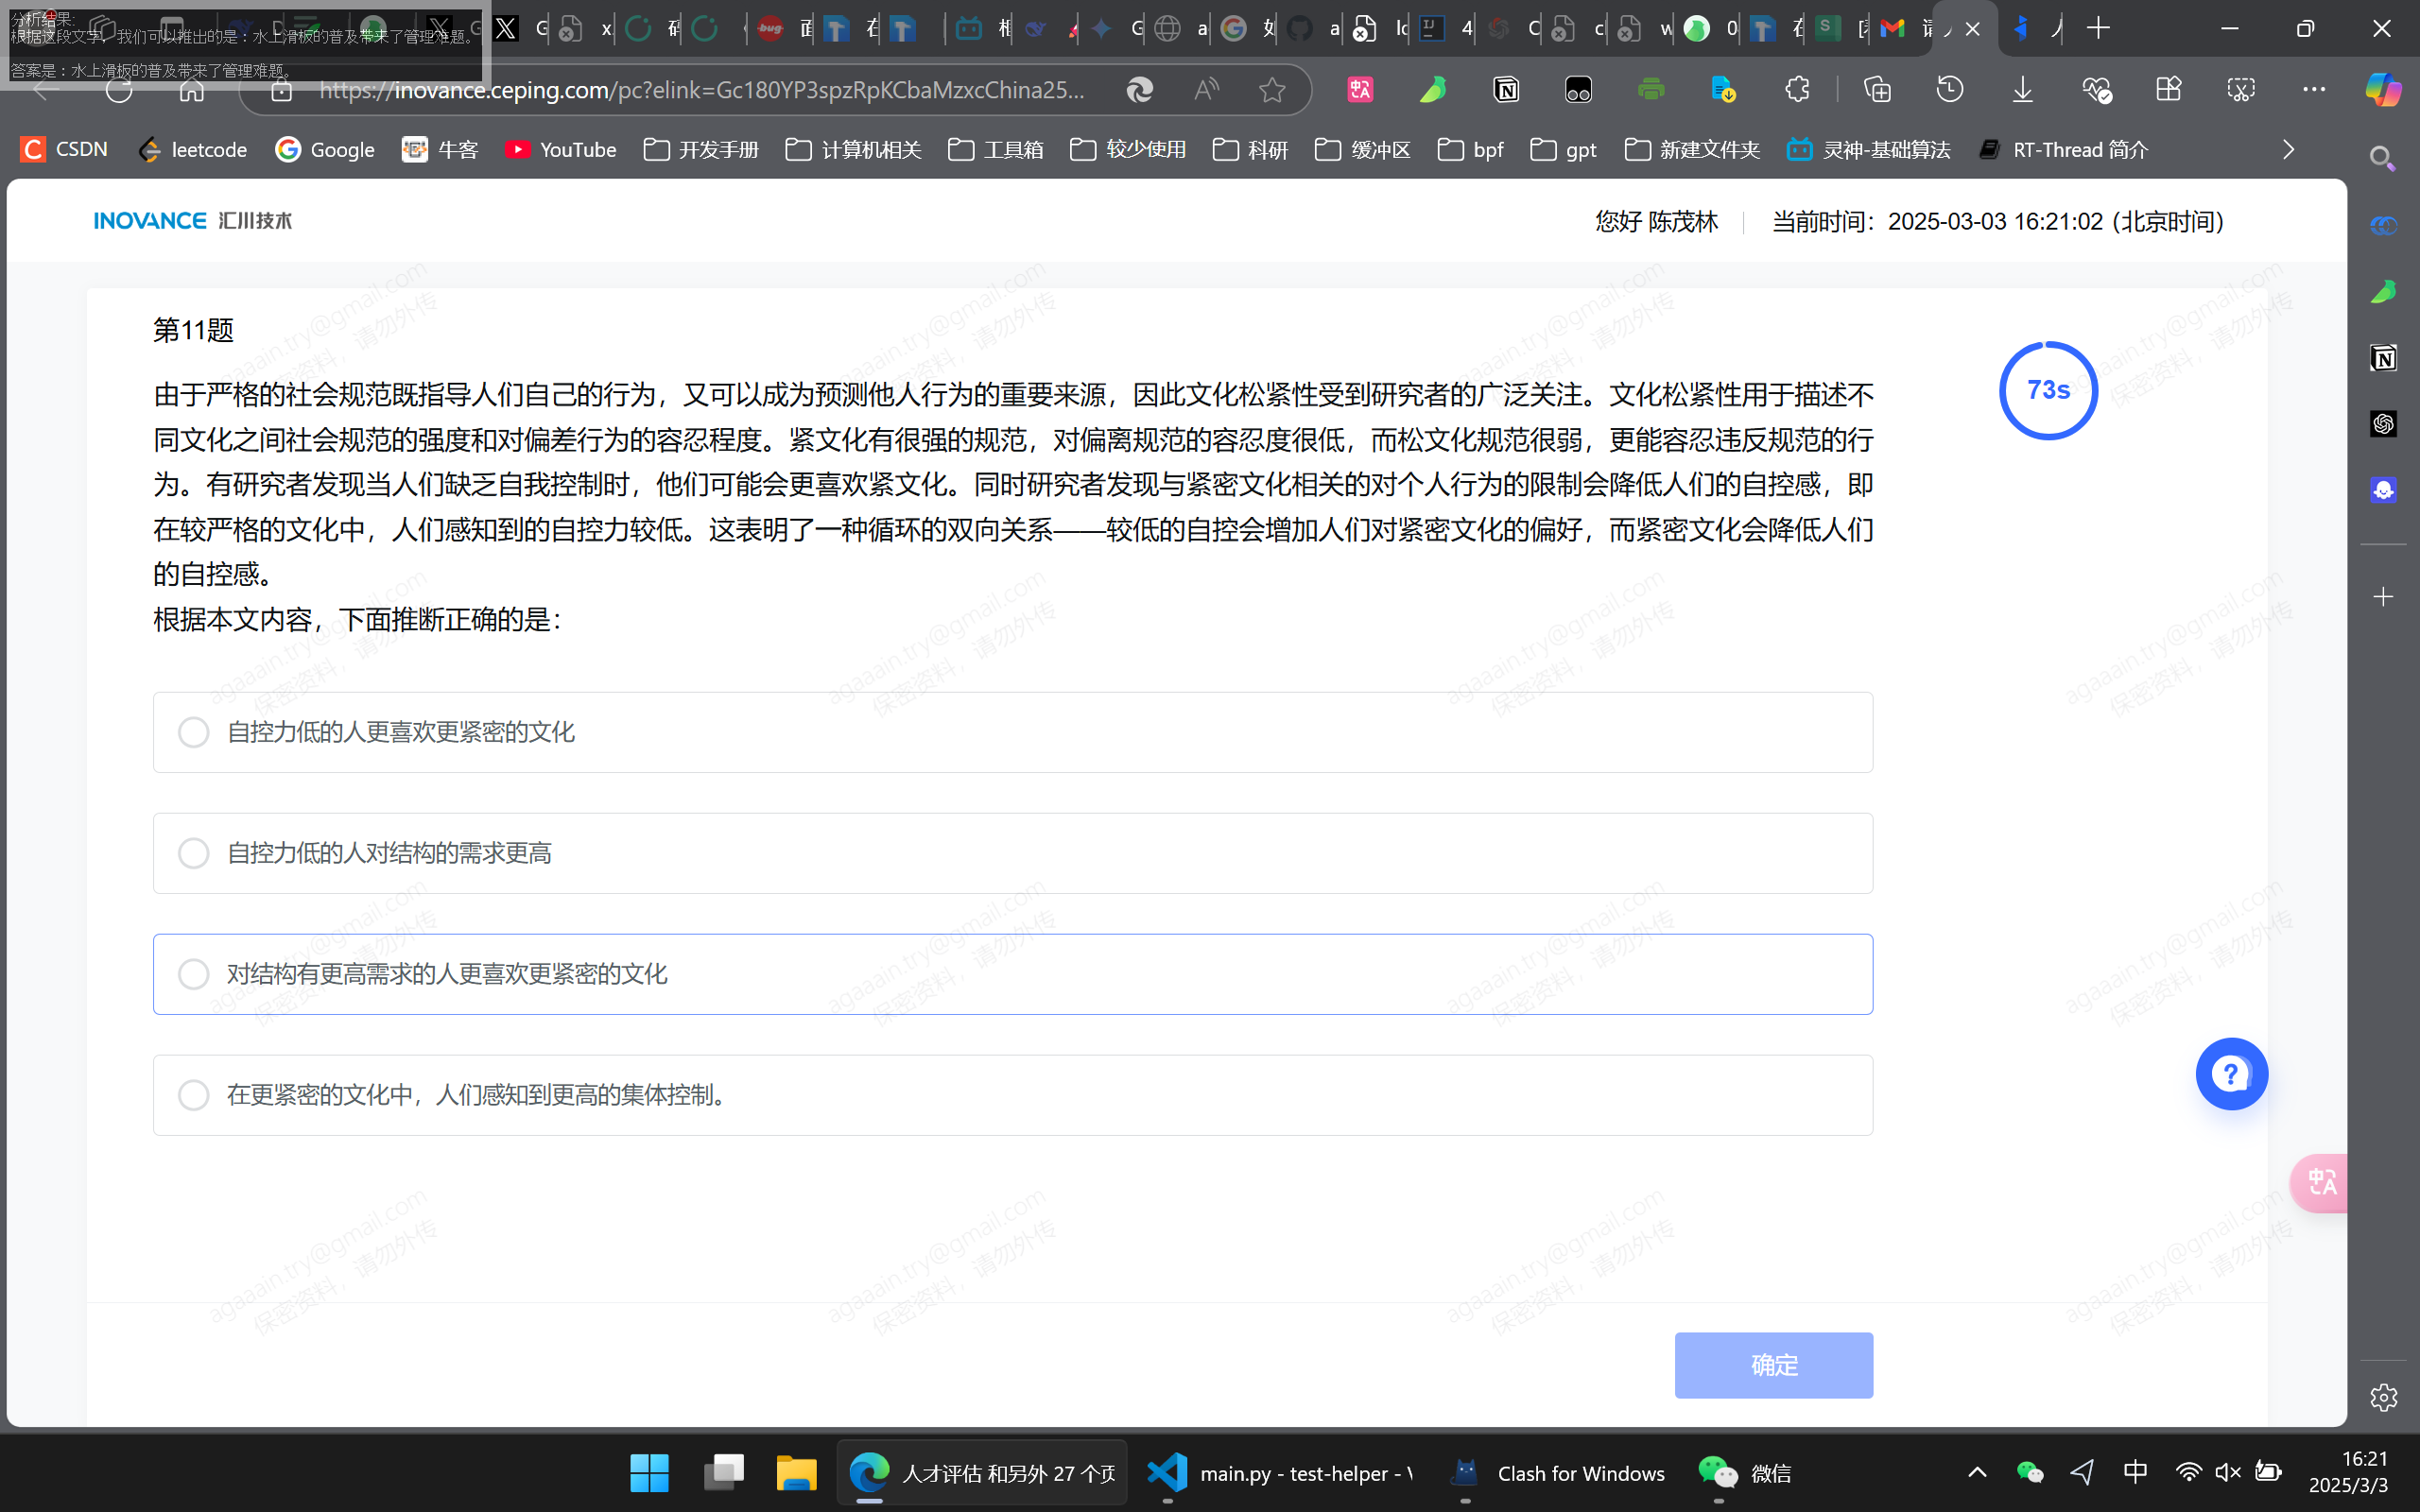 分析结果:
根据这段文字，我们可以推出的是：水上滑板的普及带来了管理难题。
答案是：水上滑板的普及带来了管理难题。
https://inovance.ceping.com/pc?elink=Gc180YP3spzRpKCbaMzxcChina25...
CSDN leetcode Google 牛客 YouTube 开发手册 计算机相关 工具箱 较少使用 科研 缓冲区 bpf gpt 新建文件夹 灵神-基础算法 RT-Thread 简介
INOVANCE 汇川技术
您好 陈茂林 当前时间：2025-03-03 16:21:02 (北京时间)
第11题
73s
由于严格的社会规范既指导人们自己的行为，又可以成为预测他人行为的重要来源，因此文化松紧性受到研究者的广泛关注。文化松紧性用于描述不
同文化之间社会规范的强度和对偏差行为的容忍程度。紧文化有很强的规范，对偏离规范的容忍度很低，而松文化规范很弱，更能容忍违反规范的行
为。有研究者发现当人们缺乏自我控制时，他们可能会更喜欢紧文化。同时研究者发现与紧密文化相关的对个人行为的限制会降低人们的自控感，即
在较严格的文化中，人们感知到的自控力较低。这表明了一种循环的双向关系——较低的自控会增加人们对紧密文化的偏好，而紧密文化会降低人们
的自控感。
根据本文内容，下面推断正确的是：
自控力低的人更喜欢更紧密的文化
自控力低的人对结构的需求更高
对结构有更高需求的人更喜欢更紧密的文化
在更紧密的文化中，人们感知到更高的集体控制。
确定
agaaain.try@gmail.com
保密资料，请勿外传
人才评估 和另外 27 个页
main.py - test-helper - V
Clash for Windows
微信
中
16:21
2025/3/3